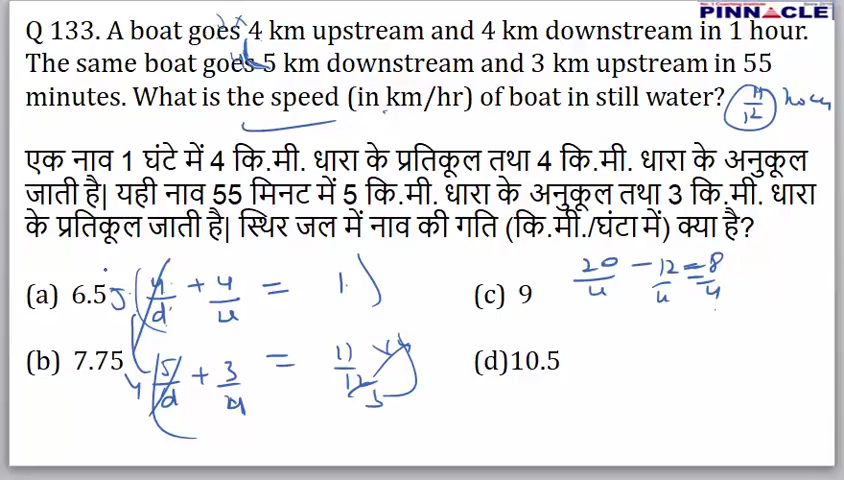 PINNACLE
Q 133. A boat goes 4 km upstream and 4 km downstream in 1 hour.
The same boat goes 5 km downstream and 3 km upstream in 55
minutes. What is the speed (in km/hr) of boat in still water?
11/12
एक नाव 1 घंटे में 4 कि.मी. धारा के प्रतिकूल तथा 4 कि.मी. धारा के अनुकूल
जाती है| यही नाव 55 मिनट में 5 कि.मी. धारा के अनुकूल तथा 3 कि.मी. धारा
के प्रतिकूल जाती है| स्थिर जल में नाव की गति (कि.मी./घंटा में) क्या है?
(a) 6.5
5(4/d + 4/u = 1)
(c) 9
20/u - 12/u = 8/4
(b) 7.75
4(5/d + 3/u = 11/12
(d)10.5